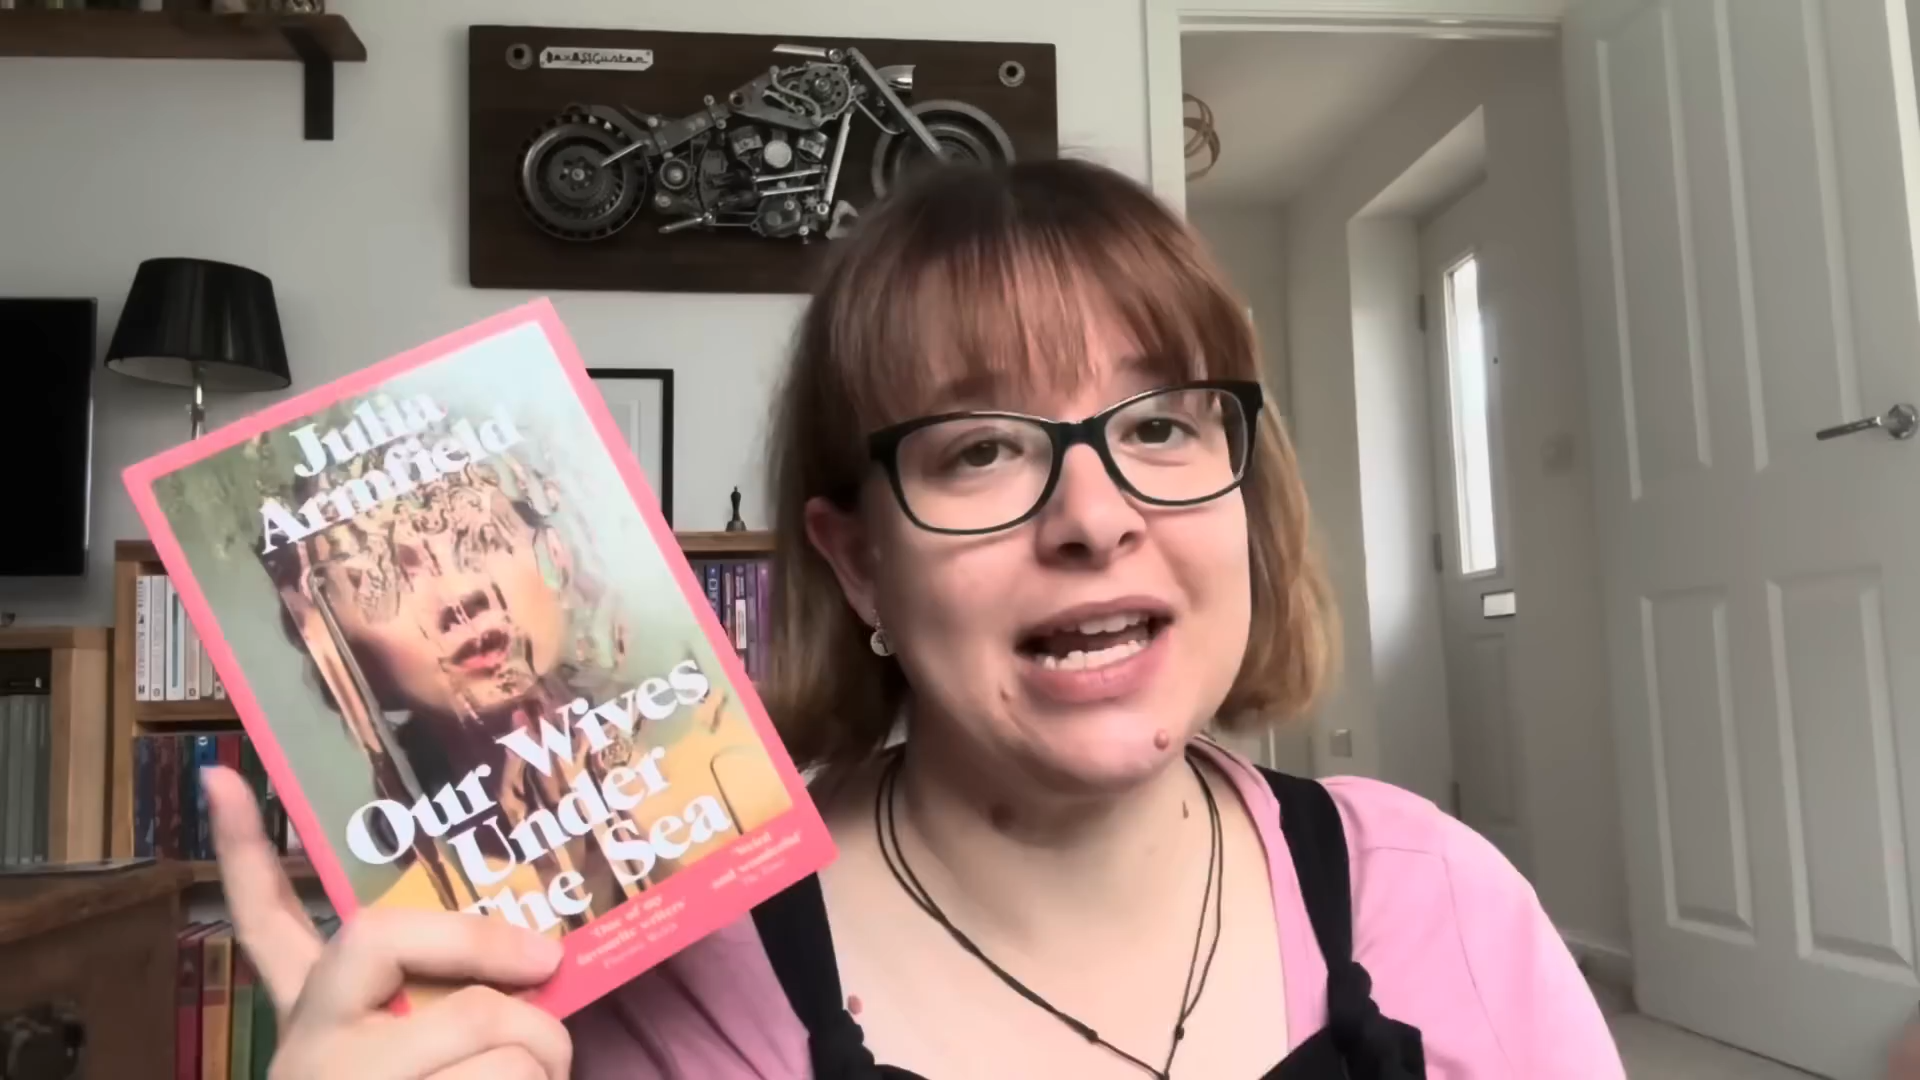 Julia
Armfield
Our Wives
Under
The Sea
'Weird
and wonderful'
'One of my
favourite writers'